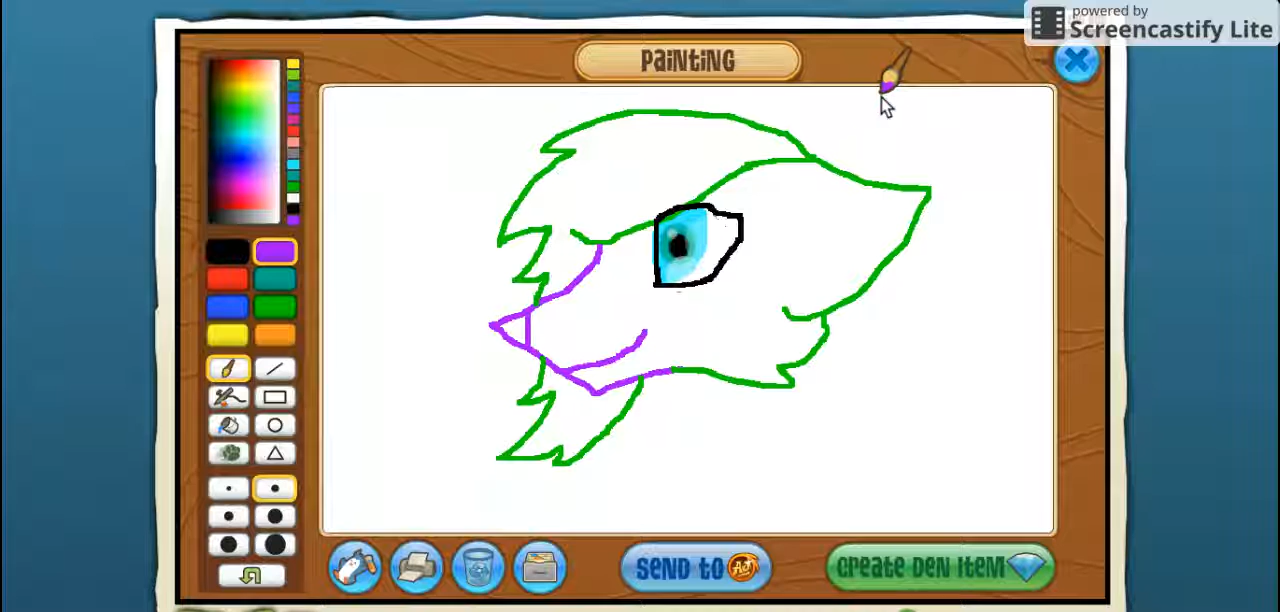 powered by
Screencastify Lite
PAINTING
SEND TO
CREATE DEN ITEM